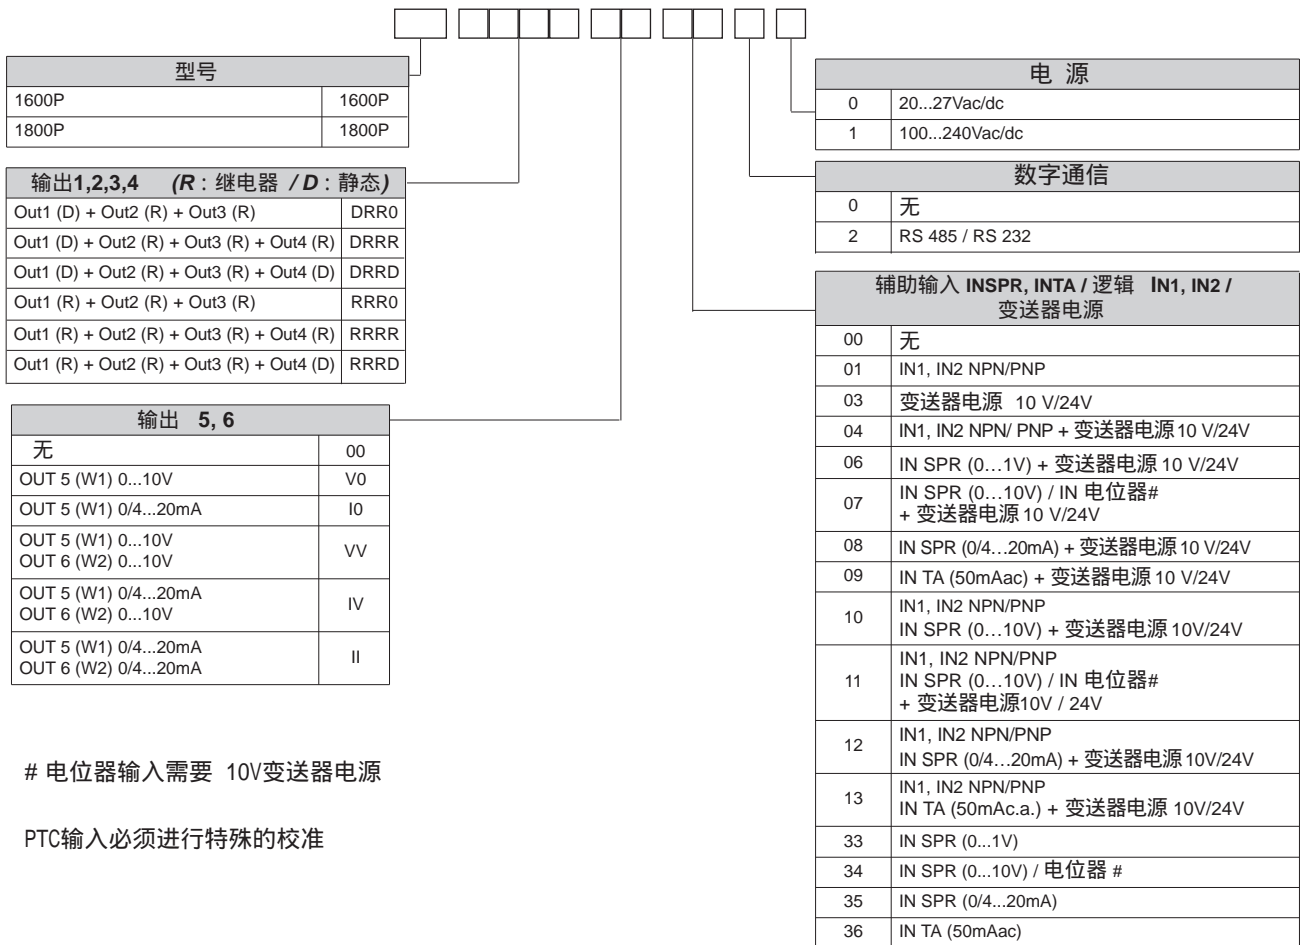 型号
1600P 1600P
1800P 1800P
输出1,2,3,4 (R : 继电器 / D : 静态)
Out1 (D) + Out2 (R) + Out3 (R) DRR0
Out1 (D) + Out2 (R) + Out3 (R) + Out4 (R) DRRR
Out1 (D) + Out2 (R) + Out3 (R) + Out4 (D) DRRD
Out1 (R) + Out2 (R) + Out3 (R) RRR0
Out1 (R) + Out2 (R) + Out3 (R) + Out4 (R) RRRR
Out1 (R) + Out2 (R) + Out3 (R) + Out4 (D) RRRD
输出 5, 6
无 00
OUT 5 (W1) 0...10V V0
OUT 5 (W1) 0/4...20mA I0
OUT 5 (W1) 0...10V
OUT 6 (W2) 0...10V
VV
OUT 5 (W1) 0/4...20mA
OUT 6 (W2) 0...10V
IV
OUT 5 (W1) 0/4...20mA
OUT 6 (W2) 0/4...20mA
II
# 电位器输入需要 10V变送器电源
PTC输入必须进行特殊的校准
电 源
0 20...27Vac/dc
1 100...240Vac/dc
数字通信
0 无
2 RS 485 / RS 232
辅助输入 INSPR, INTA / 逻辑 IN1, IN2 /
变送器电源
00 无
01 IN1, IN2 NPN/PNP
03 变送器电源 10 V/24V
04 IN1, IN2 NPN/ PNP + 变送器电源 10 V/24V
06 IN SPR (0…1V) + 变送器电源 10 V/24V
07 IN SPR (0…10V) / IN 电位器#
+ 变送器电源 10 V/24V
08 IN SPR (0/4…20mA) + 变送器电源 10 V/24V
09 IN TA (50mAac) + 变送器电源 10 V/24V
10 IN1, IN2 NPN/PNP
IN SPR (0…10V) + 变送器电源 10V/24V
11 IN1, IN2 NPN/PNP
IN SPR (0…10V) / IN 电位器#
+ 变送器电源10V / 24V
12 IN1, IN2 NPN/PNP
IN SPR (0/4…20mA) + 变送器电源 10V/24V
13 IN1, IN2 NPN/PNP
IN TA (50mAc.a.) + 变送器电源 10V/24V
33 IN SPR (0...1V)
34 IN SPR (0...10V) / 电位器 #
35 IN SPR (0/4...20mA)
36 IN TA (50mAac)